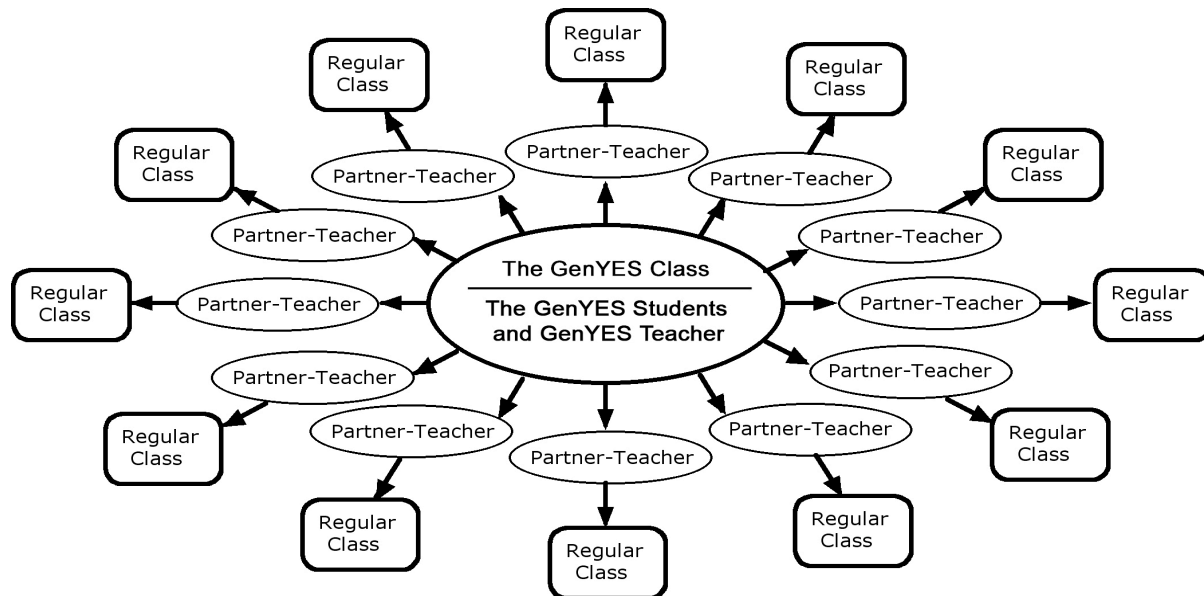 Regular
Class
Regular
Class
Regular
Class
Partner-Teacher
Partner-Teacher
Partner-Teacher
Regular
Class
Regular
Class
Partner-Teacher
Partner-Teacher
The GenYES Class
The GenYES Students
and GenYES Teacher
Regular
Class
Partner-Teacher
Partner-Teacher
Regular
Class
Partner-Teacher
Partner-Teacher
Regular
Class
Partner-Teacher
Partner-Teacher
Partner-Teacher
Regular
Class
Regular
Class
Regular
Class
Regular
Class